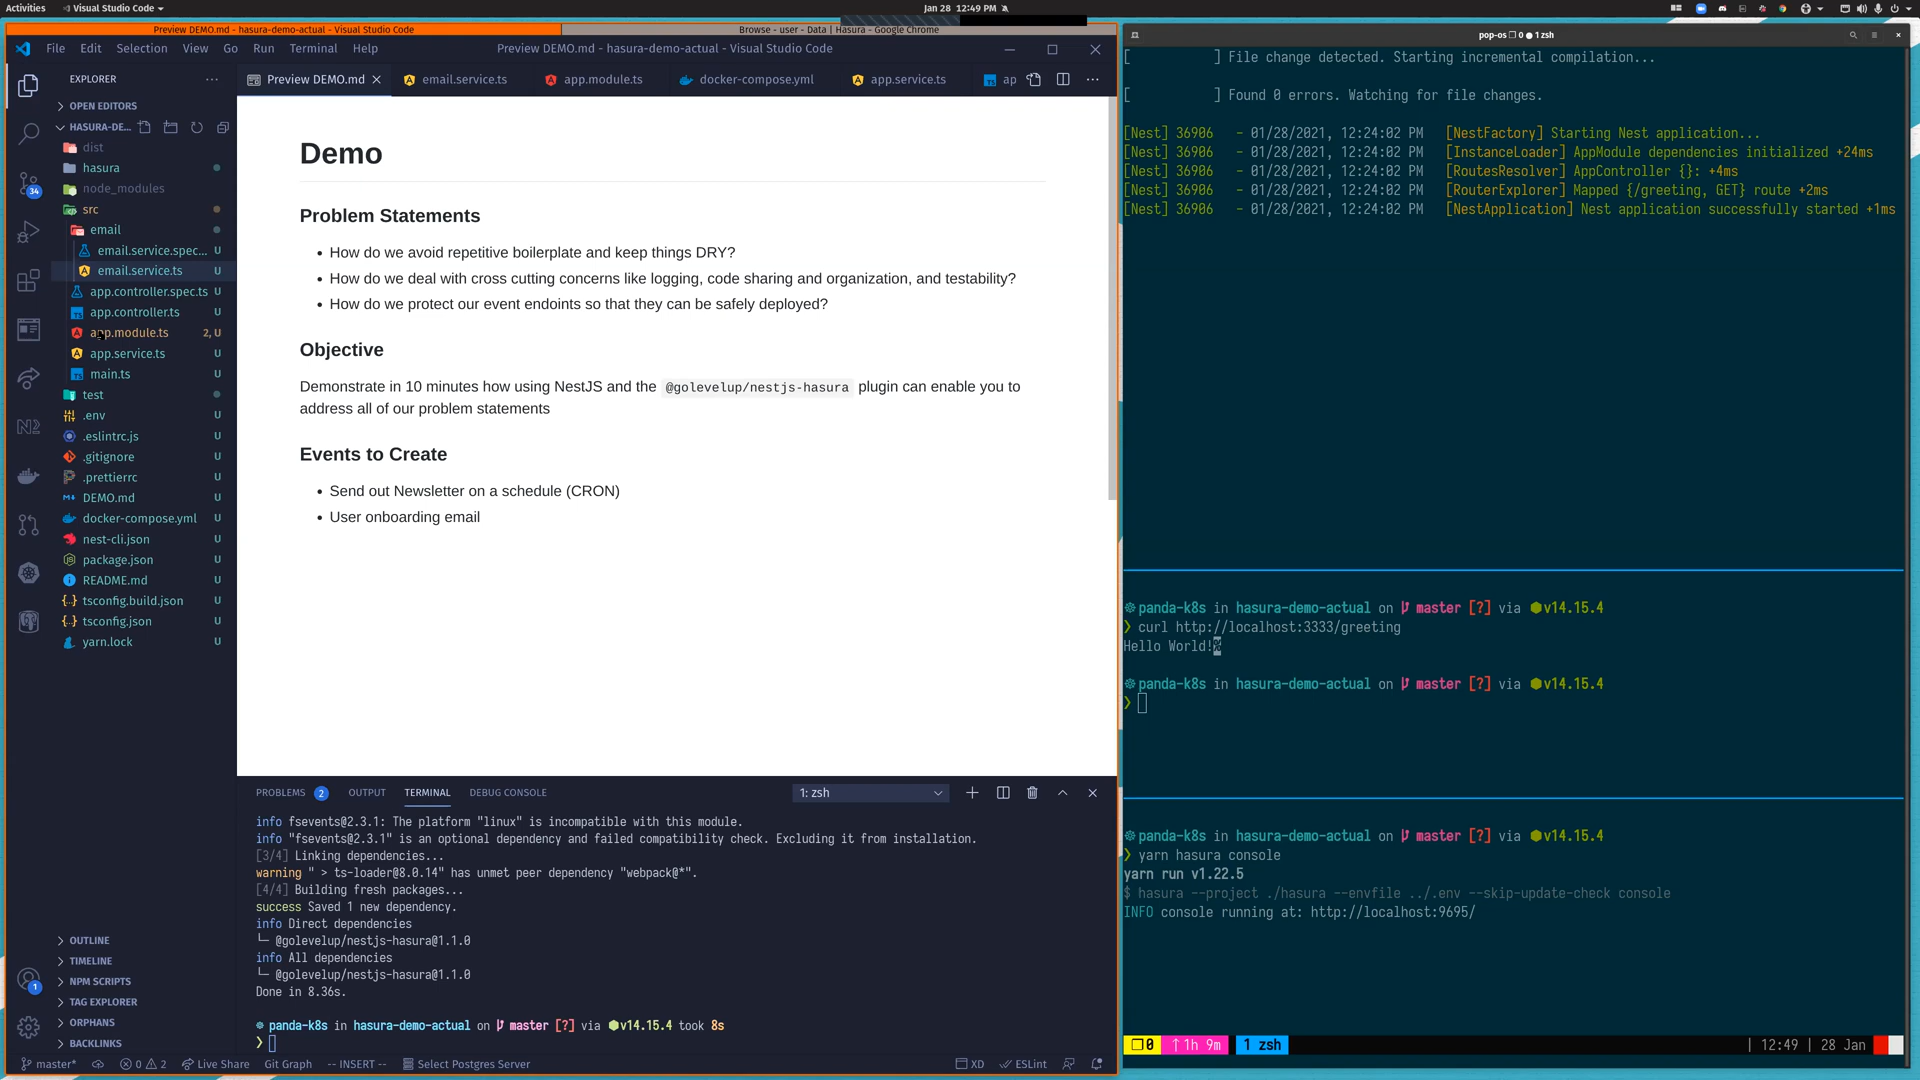 Activities
Visual Studio Code
Jan 28 12:49 PM
Preview DEMO.md - hasura-demo-actual - Visual Studio Code
Browse - user - Data | Hasura - Google Chrome
File Edit Selection View Go Run Terminal Help
Preview DEMO.md - hasura-demo-actual - Visual Studio Code
EXPLORER
Preview DEMO.md
email.service.ts
app.module.ts
docker-compose.yml
app.service.ts
ap
OPEN EDITORS
HASURA-DE...
dist
hasura
node_modules
34
src
email
email.service.spec... U
email.service.ts U
app.controller.spec.ts U
app.controller.ts U
app.module.ts 2, U
app.service.ts U
main.ts U
test
.env U
.eslintrc.js U
.gitignore U
.prettierrc U
DEMO.md U
docker-compose.yml U
nest-cli.json U
package.json U
README.md U
tsconfig.build.json U
tsconfig.json U
yarn.lock U
OUTLINE
TIMELINE
NPM SCRIPTS
TAG EXPLORER
ORPHANS
BACKLINKS
1
Demo
Problem Statements
• How do we avoid repetitive boilerplate and keep things DRY?
• How do we deal with cross cutting concerns like logging, code sharing and organization, and testability?
• How do we protect our event endoints so that they can be safely deployed?
Objective
Demonstrate in 10 minutes how using NestJS and the @golevelup/nestjs-hasura plugin can enable you to
address all of our problem statements
Events to Create
• Send out Newsletter on a schedule (CRON)
• User onboarding email
PROBLEMS 2 OUTPUT TERMINAL DEBUG CONSOLE
1: zsh
info fsevents@2.3.1: The platform "linux" is incompatible with this module.
info "fsevents@2.3.1" is an optional dependency and failed compatibility check. Excluding it from installation.
[3/4] Linking dependencies...
warning " > ts-loader@8.0.14" has unmet peer dependency "webpack@*".
[4/4] Building fresh packages...
success Saved 1 new dependency.
info Direct dependencies
└─ @golevelup/nestjs-hasura@1.1.0
info All dependencies
└─ @golevelup/nestjs-hasura@1.1.0
Done in 8.36s.
panda-k8s in hasura-demo-actual on master [?] via v14.15.4 took 8s
❯
master* 0 2 Live Share Git Graph -- INSERT -- Select Postgres Server XD ESLint
pop-os 0 1 zsh
[ ] File change detected. Starting incremental compilation...
[ ] Found 0 errors. Watching for file changes.
[Nest] 36906 - 01/28/2021, 12:24:02 PM [NestFactory] Starting Nest application...
[Nest] 36906 - 01/28/2021, 12:24:02 PM [InstanceLoader] AppModule dependencies initialized +24ms
[Nest] 36906 - 01/28/2021, 12:24:02 PM [RoutesResolver] AppController {}: +4ms
[Nest] 36906 - 01/28/2021, 12:24:02 PM [RouterExplorer] Mapped {/greeting, GET} route +2ms
[Nest] 36906 - 01/28/2021, 12:24:02 PM [NestApplication] Nest application successfully started +1ms
panda-k8s in hasura-demo-actual on master [?] via v14.15.4
❯ curl http://localhost:3333/greeting
Hello World!%
panda-k8s in hasura-demo-actual on master [?] via v14.15.4
❯
panda-k8s in hasura-demo-actual on master [?] via v14.15.4
❯ yarn hasura console
yarn run v1.22.5
$ hasura --project ./hasura --envfile ../.env --skip-update-check console
INFO console running at: http://localhost:9695/
0 ↑1h 9m 1 zsh
| 12:49 | 28 Jan